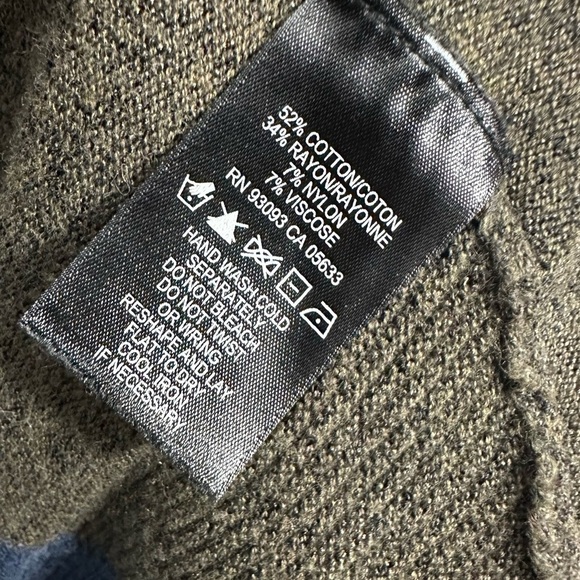 52% COTTON/COTON
34% RAYON/RAYONNE
7% NYLON
7% VISCOSE
RN 93093 CA 05633
HAND WASH COLD
SEPARATELY
DO NOT BLEACH
DO NOT TWIST
OR WRING
RESHAPE AND LAY
FLAT TO DRY
COOL IRON
IF NECESSARY